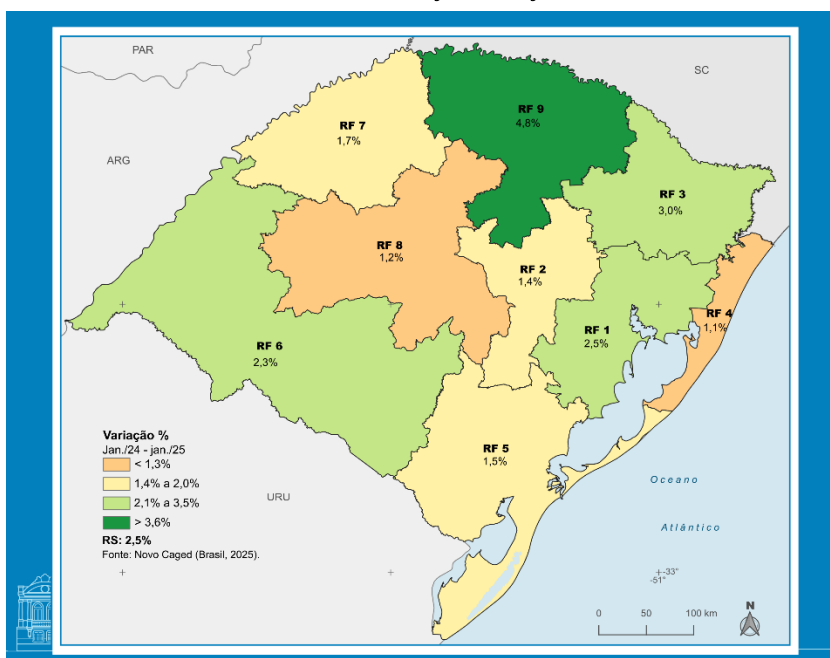 PAR
SC
ARG
RF 9
4,8%
RF 7
1,7%
RF 3
3,0%
RF 8
1,2%
RF 2
1,4%
RF 4
1,1%
RF 1
2,5%
RF 6
2,3%
RF 5
1,5%
Variação %
Jan./24 - jan./25
< 1,3%
1,4% a 2,0%
2,1% a 3,5%
> 3,6%
RS: 2,5%
Fonte: Novo Caged (Brasil, 2025).
URU
Oceano
Atlântico
-33°
-51°
0 50 100 km
N